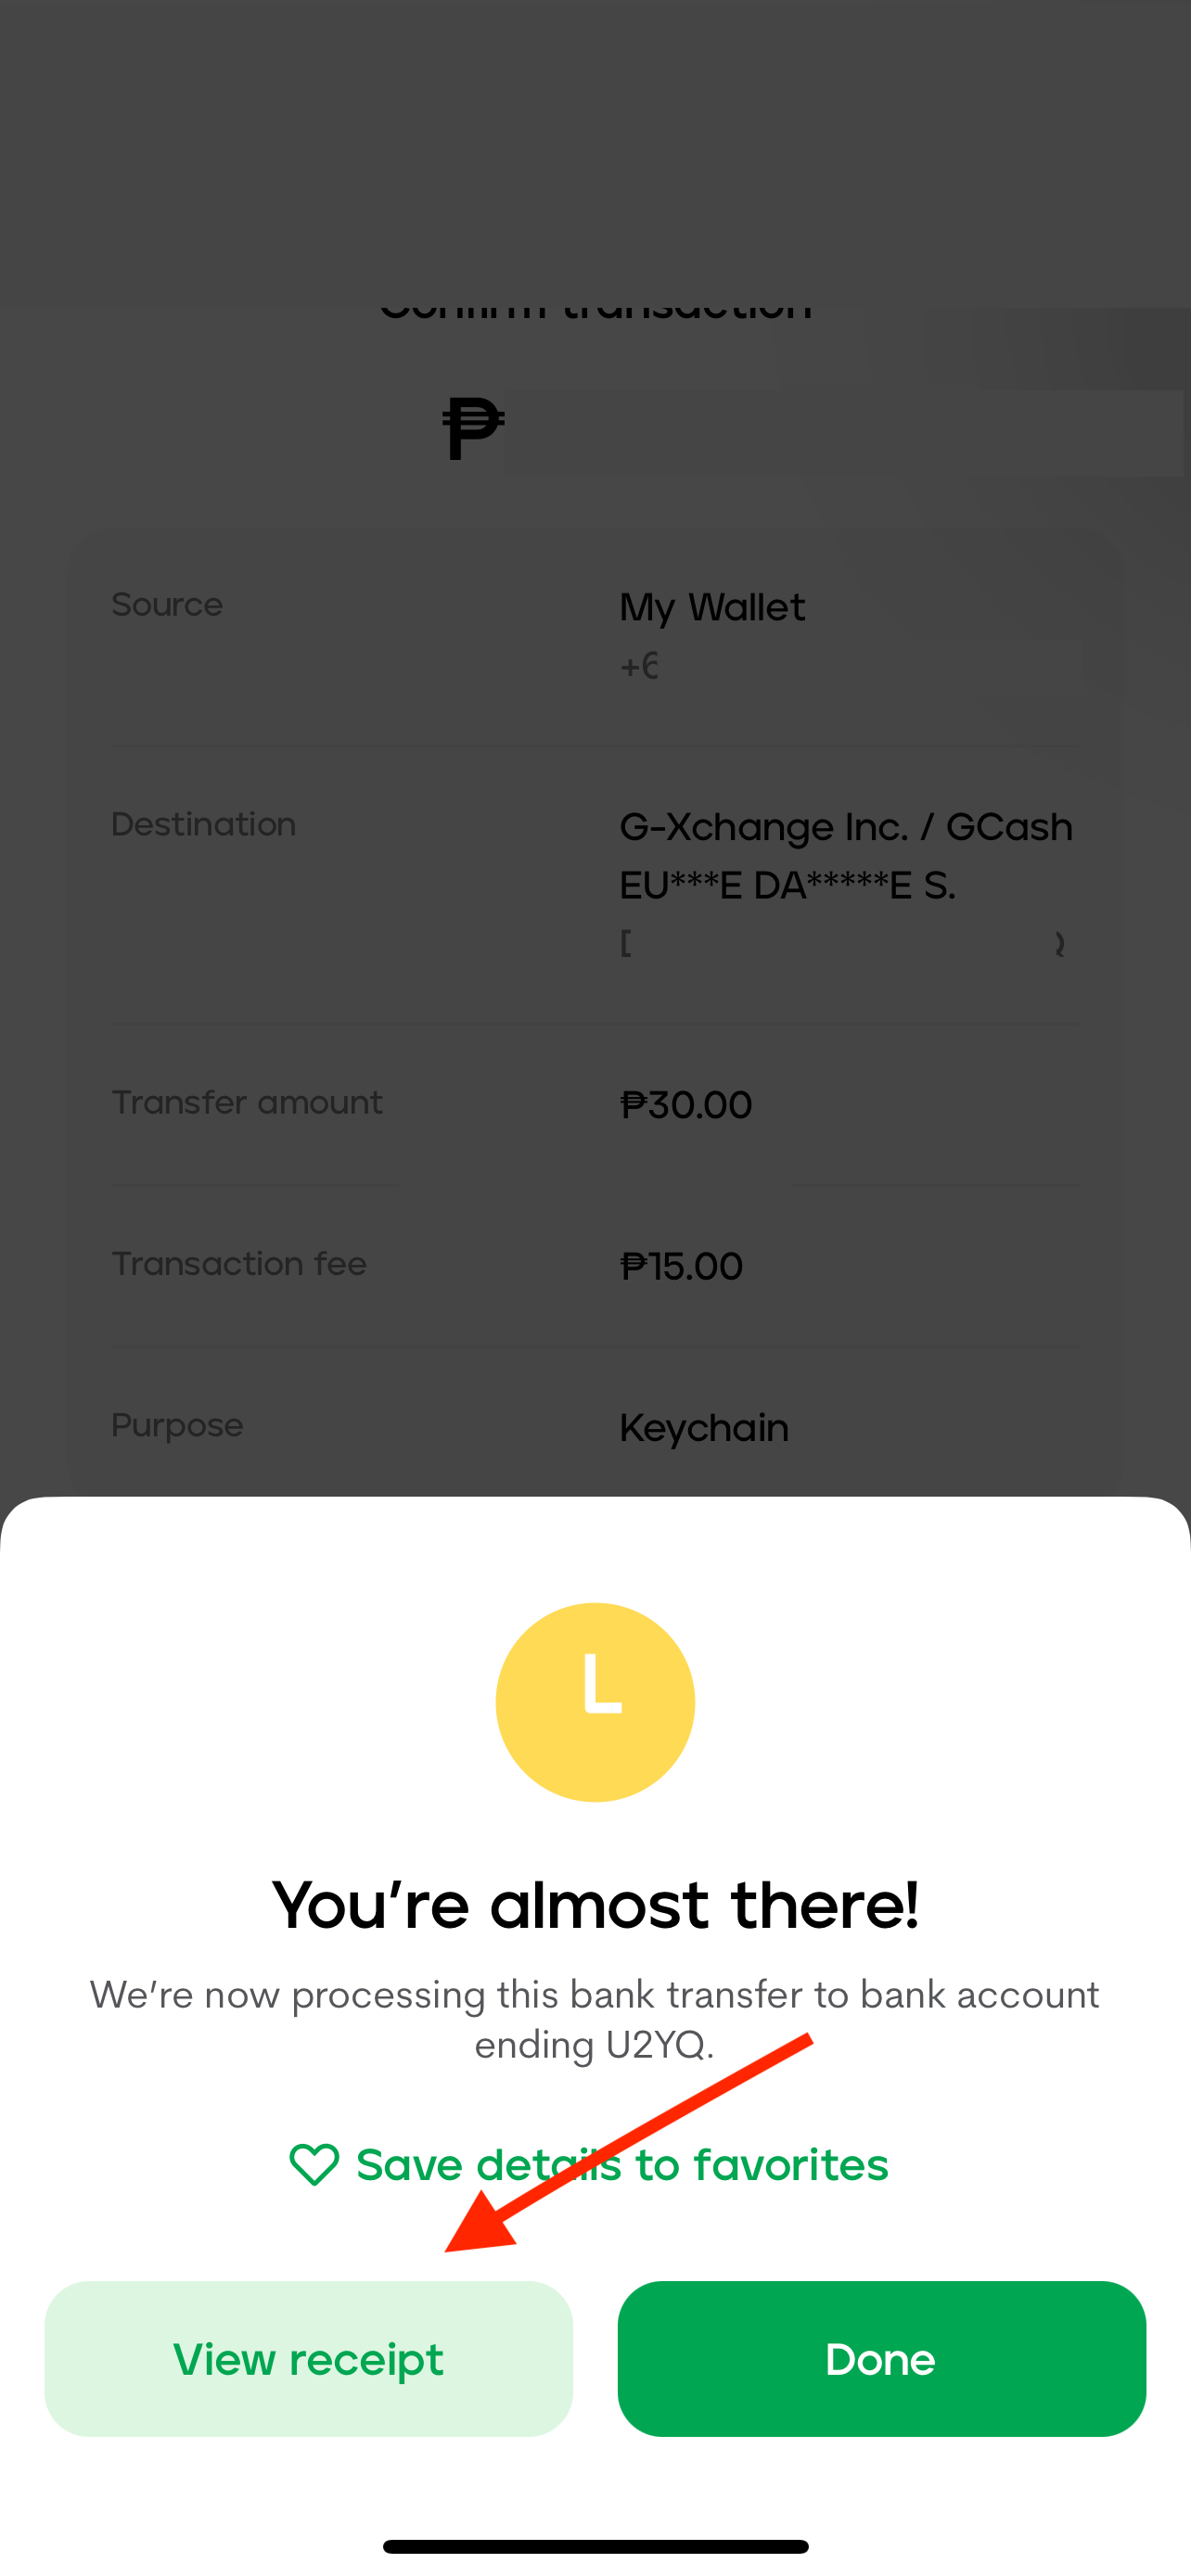 Confirm transaction
₱
Source
My Wallet
+6
Destination
G-Xchange Inc. / GCash
EU***E DA*****E S.
Transfer amount
₱30.00
Transaction fee
₱15.00
Purpose
Keychain
You're almost there!
We're now processing this bank transfer to bank account
ending U2YQ.
Save details to favorites
View receipt
Done